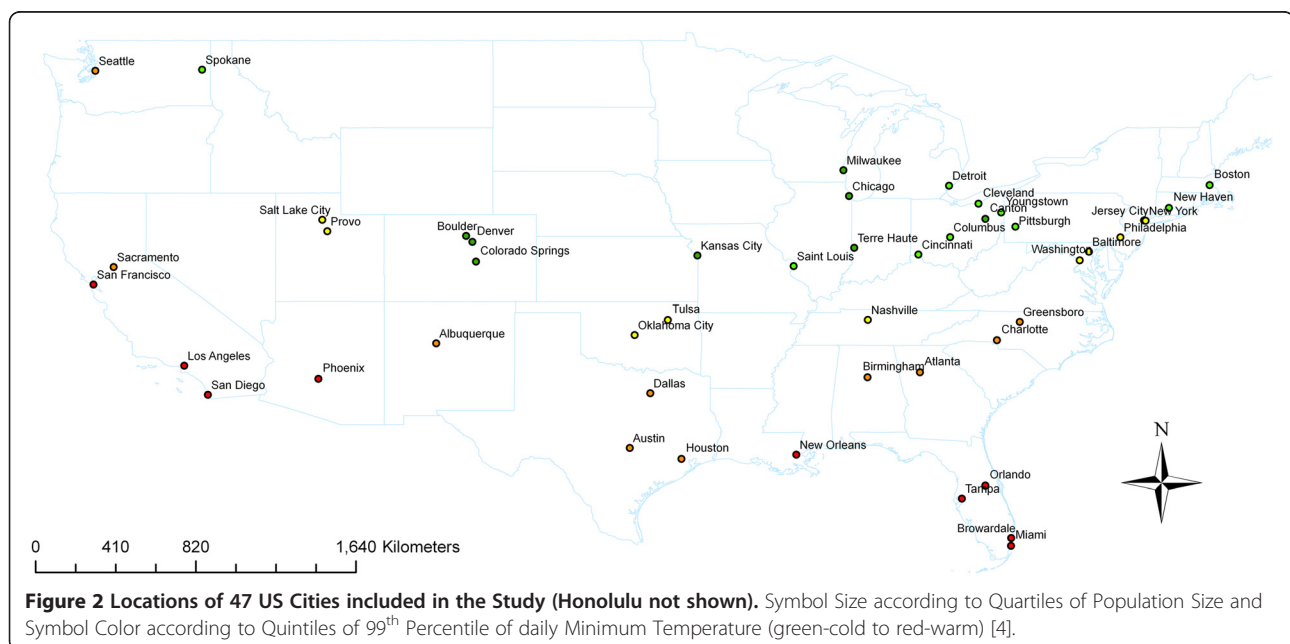 Seattle
Spokane
Milwaukee
Detroit
Boston
Chicago
Cleveland
New Haven
Youngstown
Canton
Salt Lake City
Jersey City New York
Provo
Pittsburgh
Boulder
Columbus
Philadelphia
Denver
Terre Haute
Kansas City
Cincinnati
Washington Baltimore
Sacramento
Colorado Springs
Saint Louis
San Francisco
Tulsa
Nashville
Greensboro
Oklahoma City
Albuquerque
Charlotte
Los Angeles
Phoenix
Birmingham Atlanta
San Diego
Dallas
Austin
Houston
New Orleans
N
Orlando
Tampa
Browardale
Miami
0 410 820 1,640 Kilometers
Figure 2 Locations of 47 US Cities included in the Study (Honolulu not shown). Symbol Size according to Quartiles of Population Size and
Symbol Color according to Quintiles of 99th Percentile of daily Minimum Temperature (green-cold to red-warm) [4].